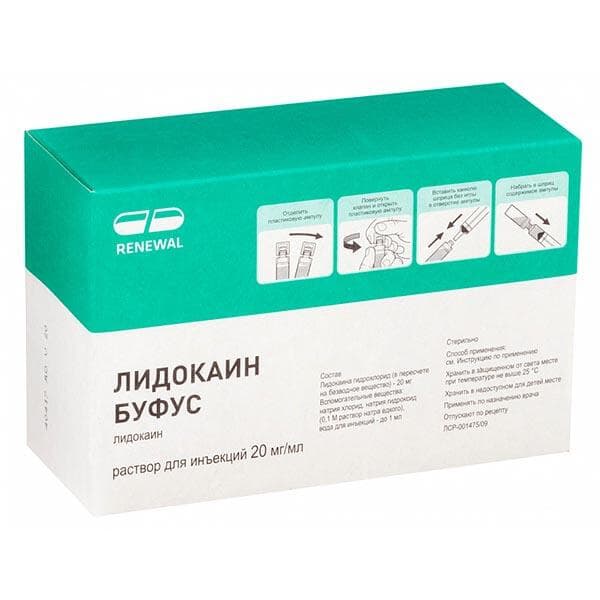 RENEWAL
Отделить
пластиковую ампулу
Повернуть
клапан и открыть
пластиковую ампулу
Вставить канюлю
шприца без иглы
в отверстие ампулы
Набрать в шприц
содержимое ампулы
ЛИДОКАИН
БУФУС
лидокаин
раствор для инъекций 20 мг/мл
Состав
Лидокаина гидрохлорид (в пересчете
на безводное вещество) - 20 мг
Вспомогательные вещества:
натрия хлорид, натрия гидроксид
(0,1 М раствор натра едкого),
вода для инъекций - до 1 мл
Стерильно
Способ применения:
см. Инструкцию по применению
Хранить в защищенном от света месте
при температуре не выше 25 °С
Хранить в недоступном для детей месте
Применять по назначению врача
Отпускают по рецепту
ЛСР-001475/09